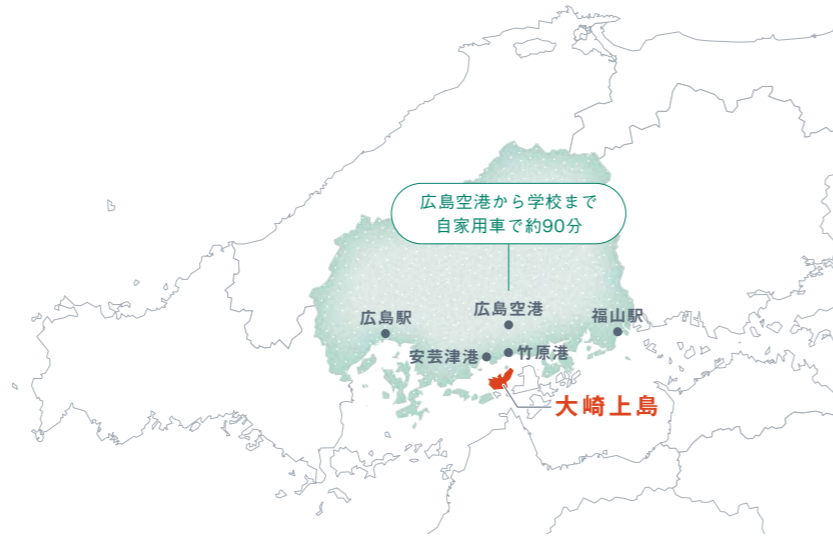 広島空港から学校まで
自家用車で約90分
広島駅
広島空港
福山駅
安芸津港
竹原港
大崎上島